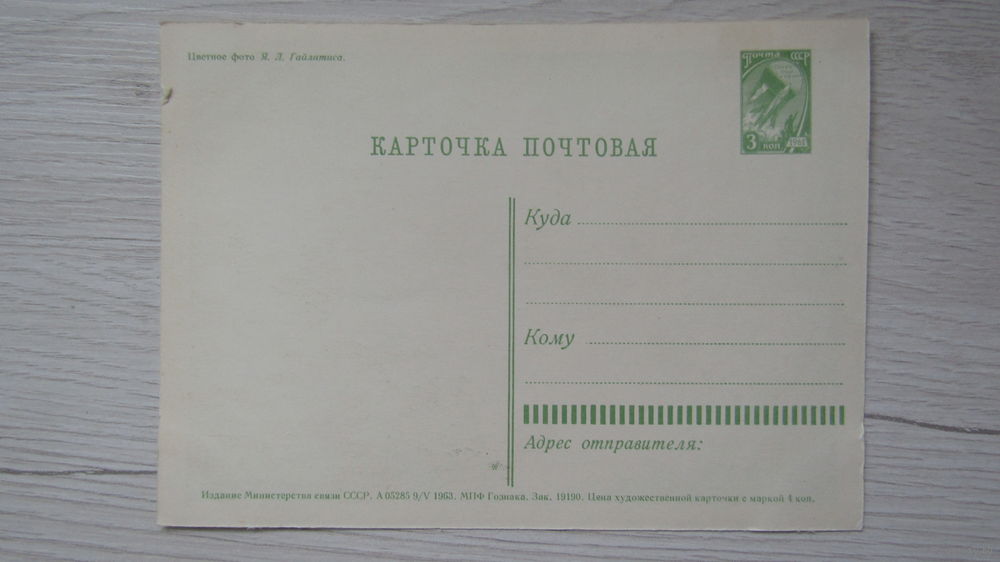 Цветное фото Я. Л. Гайлитиса.
Почта СССР
3 коп
1961
КАРТОЧКА ПОЧТОВАЯ
Куда
Кому
Адрес отправителя:
Издание Министерства связи СССР. А 05285 9/V 1963. МПФ Гознака. Зак. 19190. Цена художественной карточки с маркой 4 коп.